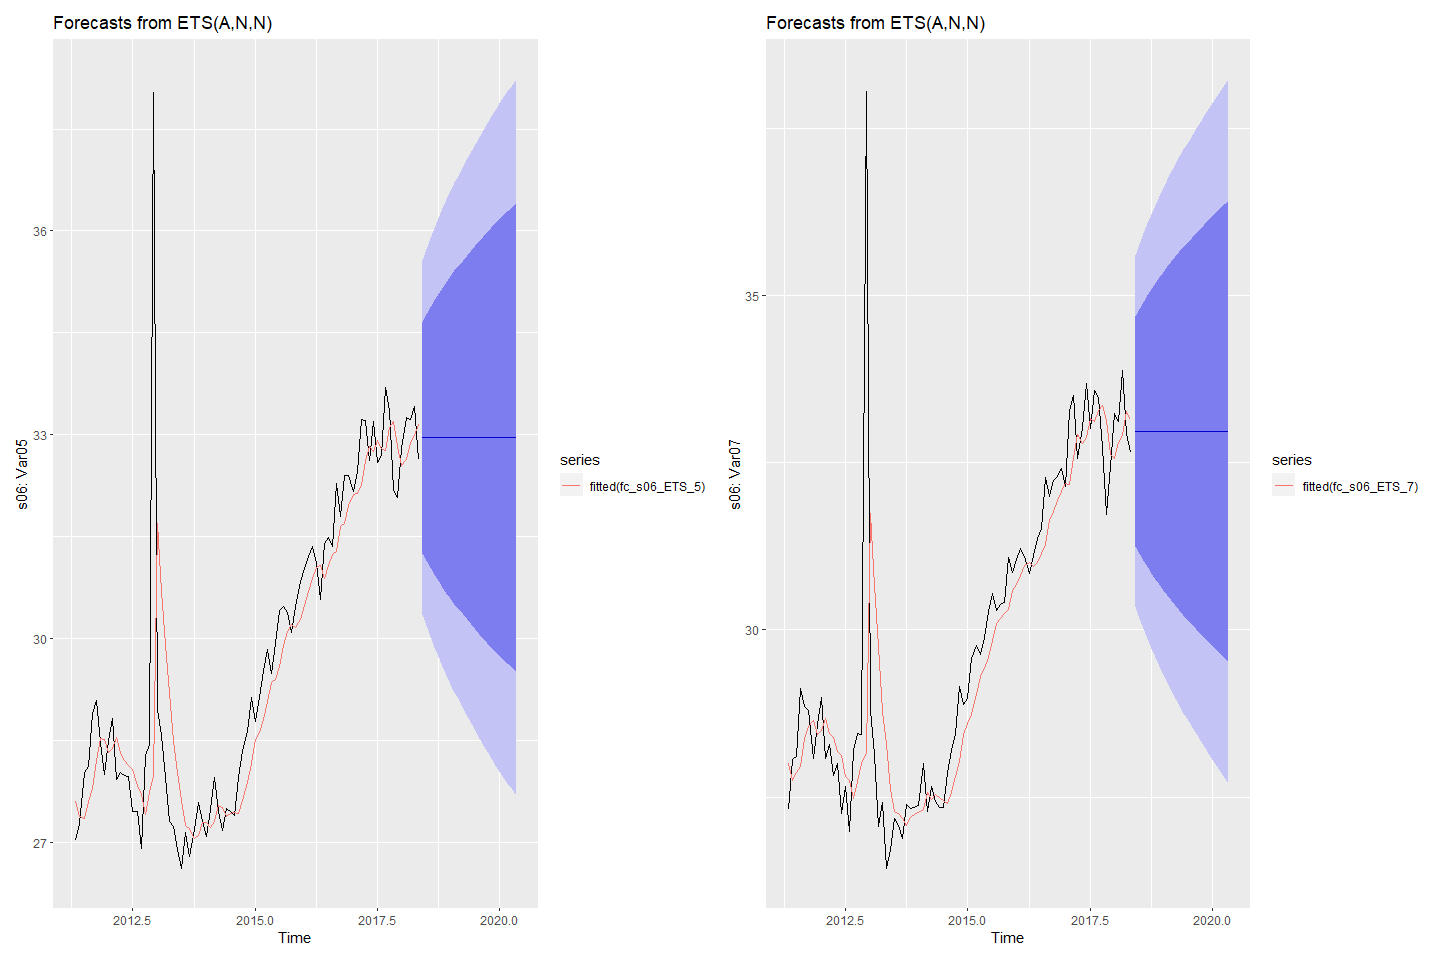 Forecasts from ETS(A,N,N)
s06: Var05
36
33
30
27
2012.5 2015.0 2017.5 2020.0
Time
series
fitted(fc_s06_ETS_5)
Forecasts from ETS(A,N,N)
s06: Var07
35
30
2012.5 2015.0 2017.5 2020.0
Time
series
fitted(fc_s06_ETS_7)